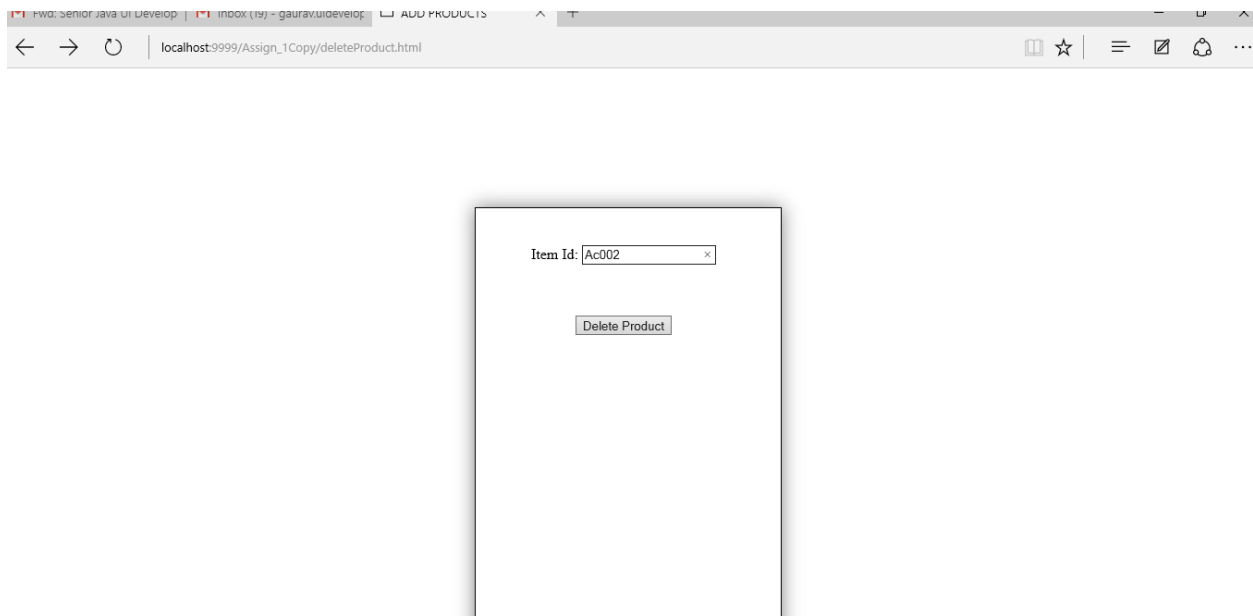 Fwd: Senior Java UI Develop
Inbox (19) - gaurav.uidevelop
ADD PRODUCTS
localhost:9999/Assign_1Copy/deleteProduct.html
Item Id: Ac002
Delete Product